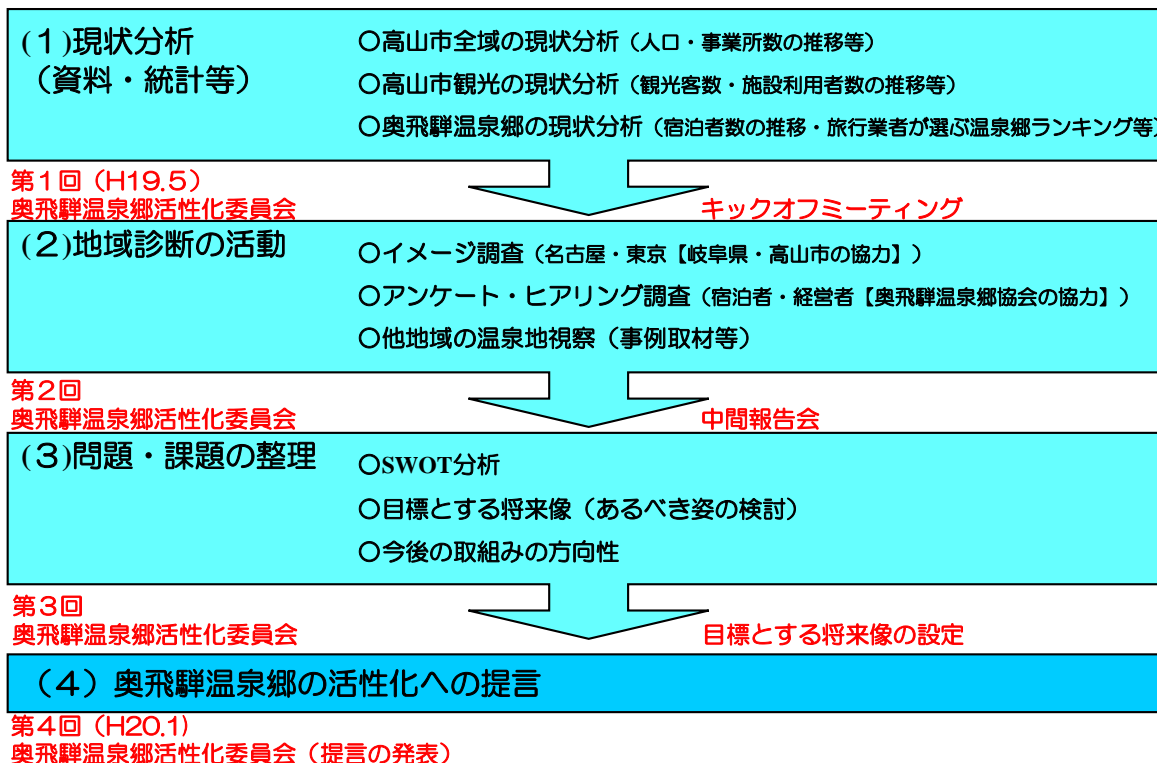 (１)現状分析
（資料・統計等）
○高山市全域の現状分析（人口・事業所数の推移等）
○高山市観光の現状分析（観光客数・施設利用者数の推移等）
○奥飛騨温泉郷の現状分析（宿泊者数の推移・旅行業者が選ぶ温泉郷ランキング等）
第１回（H19.5）
奥飛騨温泉郷活性化委員会
キックオフミーティング
(２)地域診断の活動
○イメージ調査（名古屋・東京【岐阜県・高山市の協力】）
○アンケート・ヒアリング調査（宿泊者・経営者【奥飛騨温泉郷協会の協力】）
○他地域の温泉地視察（事例取材等）
第２回
奥飛騨温泉郷活性化委員会
中間報告会
(３)問題・課題の整理
○SWOT分析
○目標とする将来像（あるべき姿の検討）
○今後の取組みの方向性
第３回
奥飛騨温泉郷活性化委員会
目標とする将来像の設定
（４）奥飛騨温泉郷の活性化への提言
第４回（H20.1)
奥飛騨温泉郷活性化委員会（提言の発表）